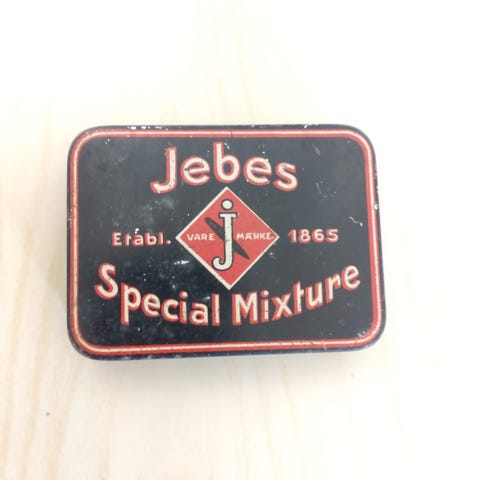 Jebes
Etabl. VARE j MÆRKE. 1865
Special Mixture